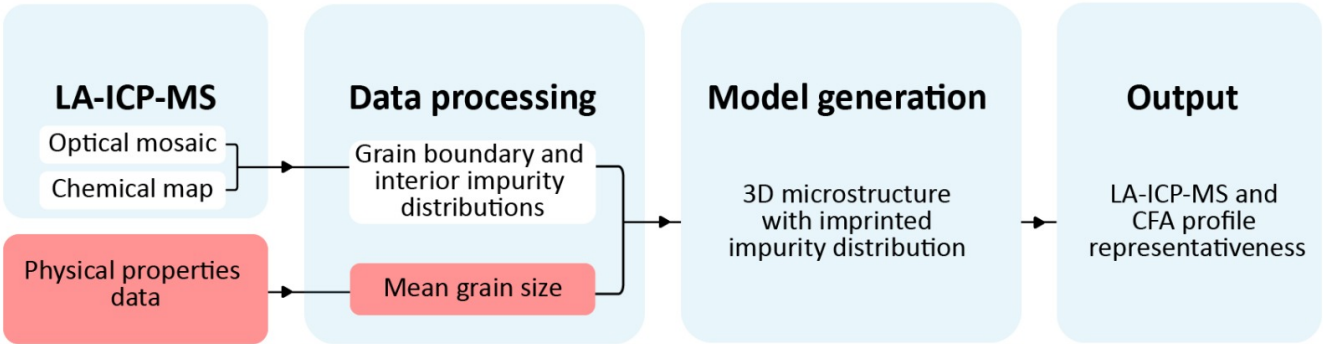 LA-ICP-MS
Optical mosaic
Chemical map
Physical properties
data
Data processing
Grain boundary and
interior impurity
distributions
Mean grain size
Model generation
3D microstructure
with imprinted
impurity distribution
Output
LA-ICP-MS and
CFA profile
representativeness